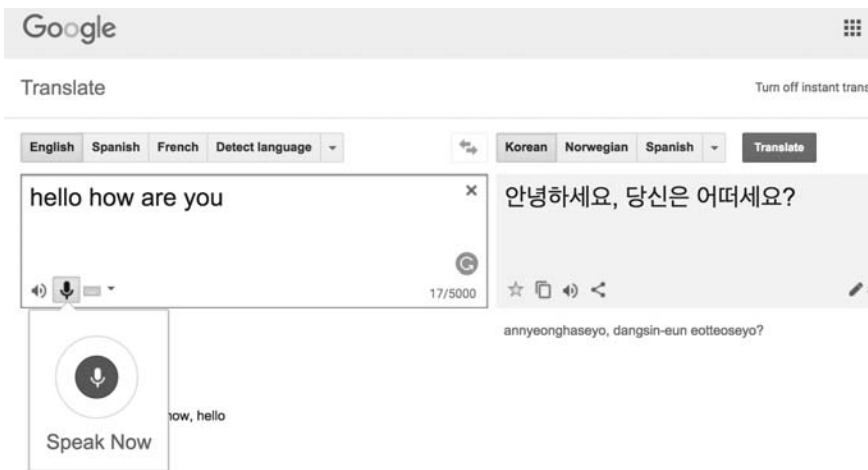 Google
Translate
Turn off instant trans
English Spanish French Detect language
Korean Norwegian Spanish Translate
hello how are you
17/5000
안녕하세요, 당신은 어떠세요?
annyeonghaseyo, dangsin-eun eotteoseyo?
Speak Now
now, hello